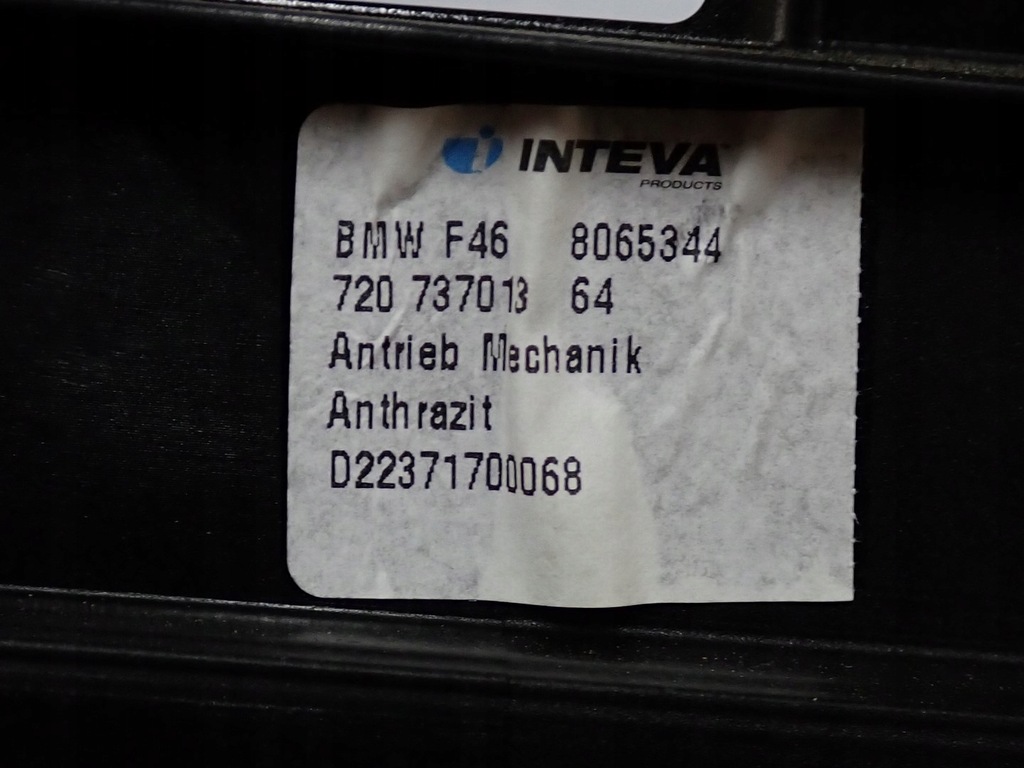 INTEVA
PRODUCTS
BMW F46 8065344
720 737013 64
Antrieb Mechanik
Anthrazit
D22371700068